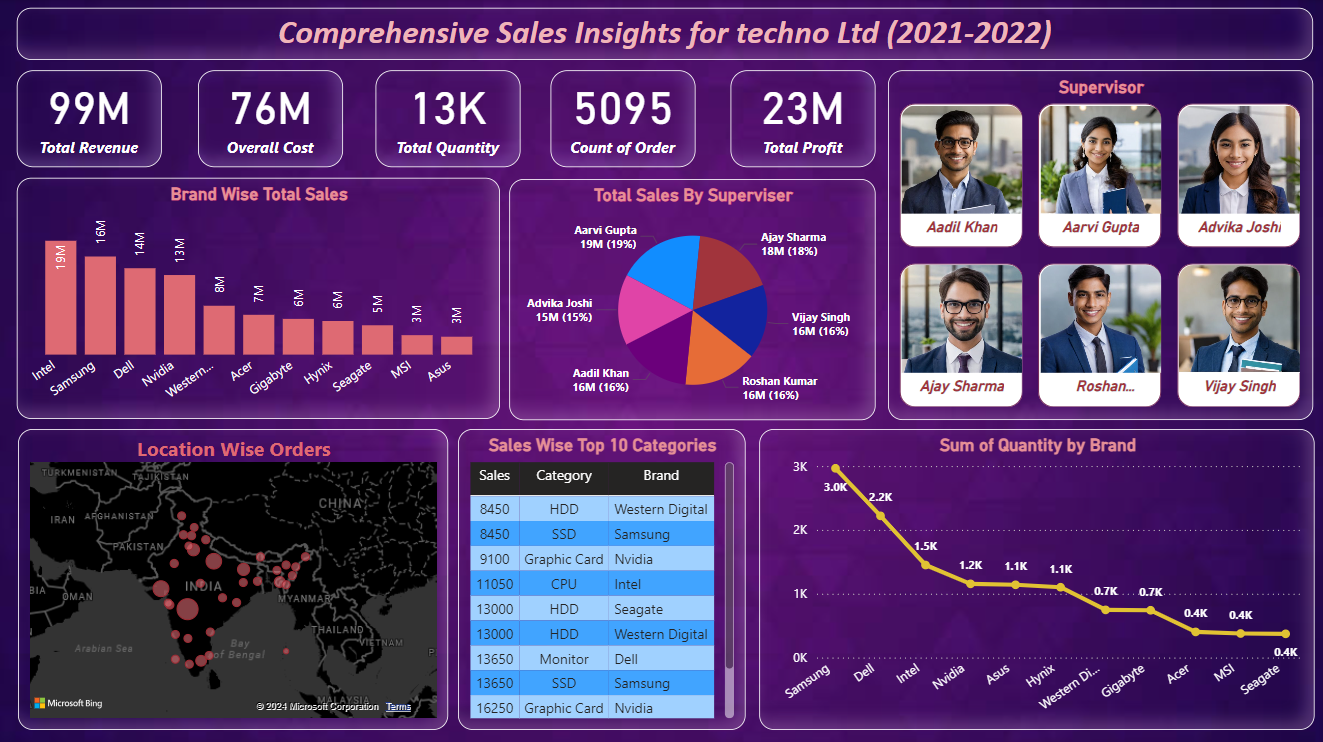 Comprehensive Sales Insights for techno Ltd (2021-2022)
99M
Total Revenue
76M
Overall Cost
13K
Total Quantity
5095
Count of Order
23M
Total Profit
Supervisor
Aadil Khan
Aarvi Gupta
Advika Joshi
Ajay Sharma
Roshan...
Vijay Singh
Brand Wise Total Sales
19M
16M
14M
13M
8M
7M
6M
6M
5M
3M
3M
Intel
Samsung
Dell
Nvidia
Western...
Acer
Gigabyte
Hynix
Seagate
MSI
Asus
Total Sales By Superviser
Aarvi Gupta
19M (19%)
Ajay Sharma
18M (18%)
Advika Joshi
15M (15%)
Vijay Singh
16M (16%)
Aadil Khan
16M (16%)
Roshan Kumar
16M (16%)
Location Wise Orders
TURKMENISTAN
TAJIKISTAN
CHINA
IRAN
AFGHANISTAN
PAKISTAN
INDIA
BIA
OMAN
MYANMAR
THAILAND
VIETNAM
Arabian Sea
Bay
of Bengal
P
MALAYSIA
Microsoft Bing
© 2024 Microsoft Corporation Terms
Sales Wise Top 10 Categories
Sales Category Brand
8450 HDD Western Digital
8450 SSD Samsung
9100 Graphic Card Nvidia
11050 CPU Intel
13000 HDD Seagate
13000 HDD Western Digital
13650 Monitor Dell
13650 SSD Samsung
16250 Graphic Card Nvidia
Sum of Quantity by Brand
3K
2K
1K
0K
3.0K
2.2K
1.5K
1.2K
1.1K
1.1K
0.7K
0.7K
0.4K
0.4K
0.4K
Samsung
Dell
Intel
Nvidia
Asus
Hynix
Western Di...
Gigabyte
Acer
MSI
Seagate